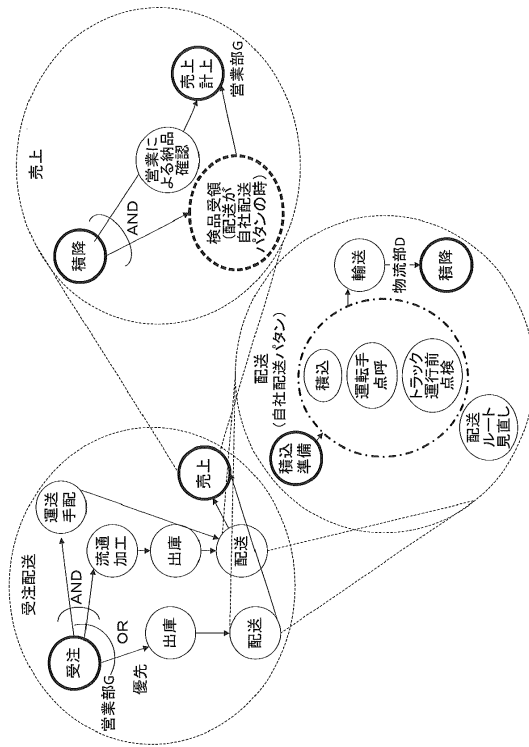 受注配送
受注
営業部G
AND
OR
優先
運送
手配
流通
加工
出庫
配送
出庫
配送
売上
売上
積降
AND
営業に
よる納品
確認
検品受領
(配送が
自社配送
パタンの時)
売上
計上
営業部G
配送
(自社配送パタン)
積込
準備
積込
運転手
点呼
トラック
運行前
点検
輸送
物流部D
積降
配送
ルート
見直し